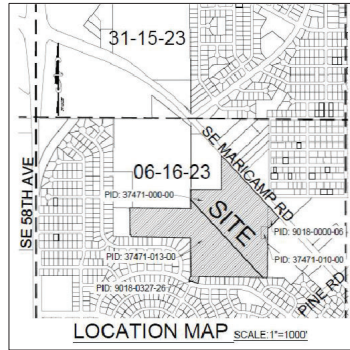 31-15-23
SE MARICAMP RD
SE 58TH AVE
06-16-23
PID: 37471-000-00
SITE
PID: 9018-0000-06
PID: 37471-013-00
PID: 37471-010-00
PID: 9018-0327-26
PINE RD
LOCATION MAP SCALE:1"=1000'